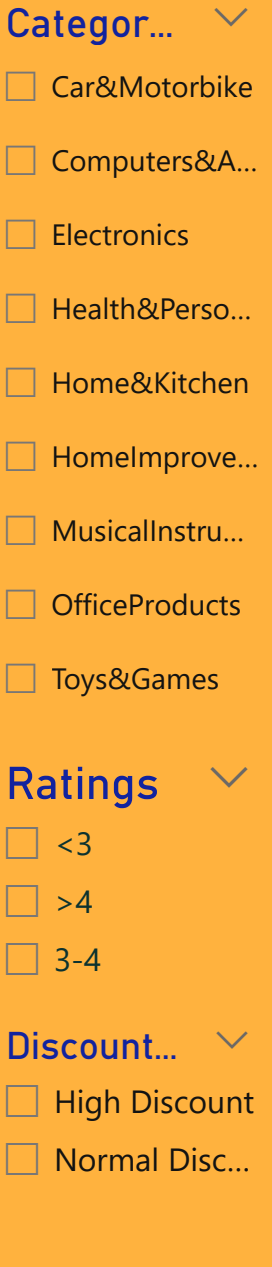 Categor...
Car&Motorbike
Computers&A...
Electronics
Health&Perso...
Home&Kitchen
HomeImprove...
MusicalInstru...
OfficeProducts
Toys&Games
Ratings
<3
>4
3-4
Discount...
High Discount
Normal Disc...